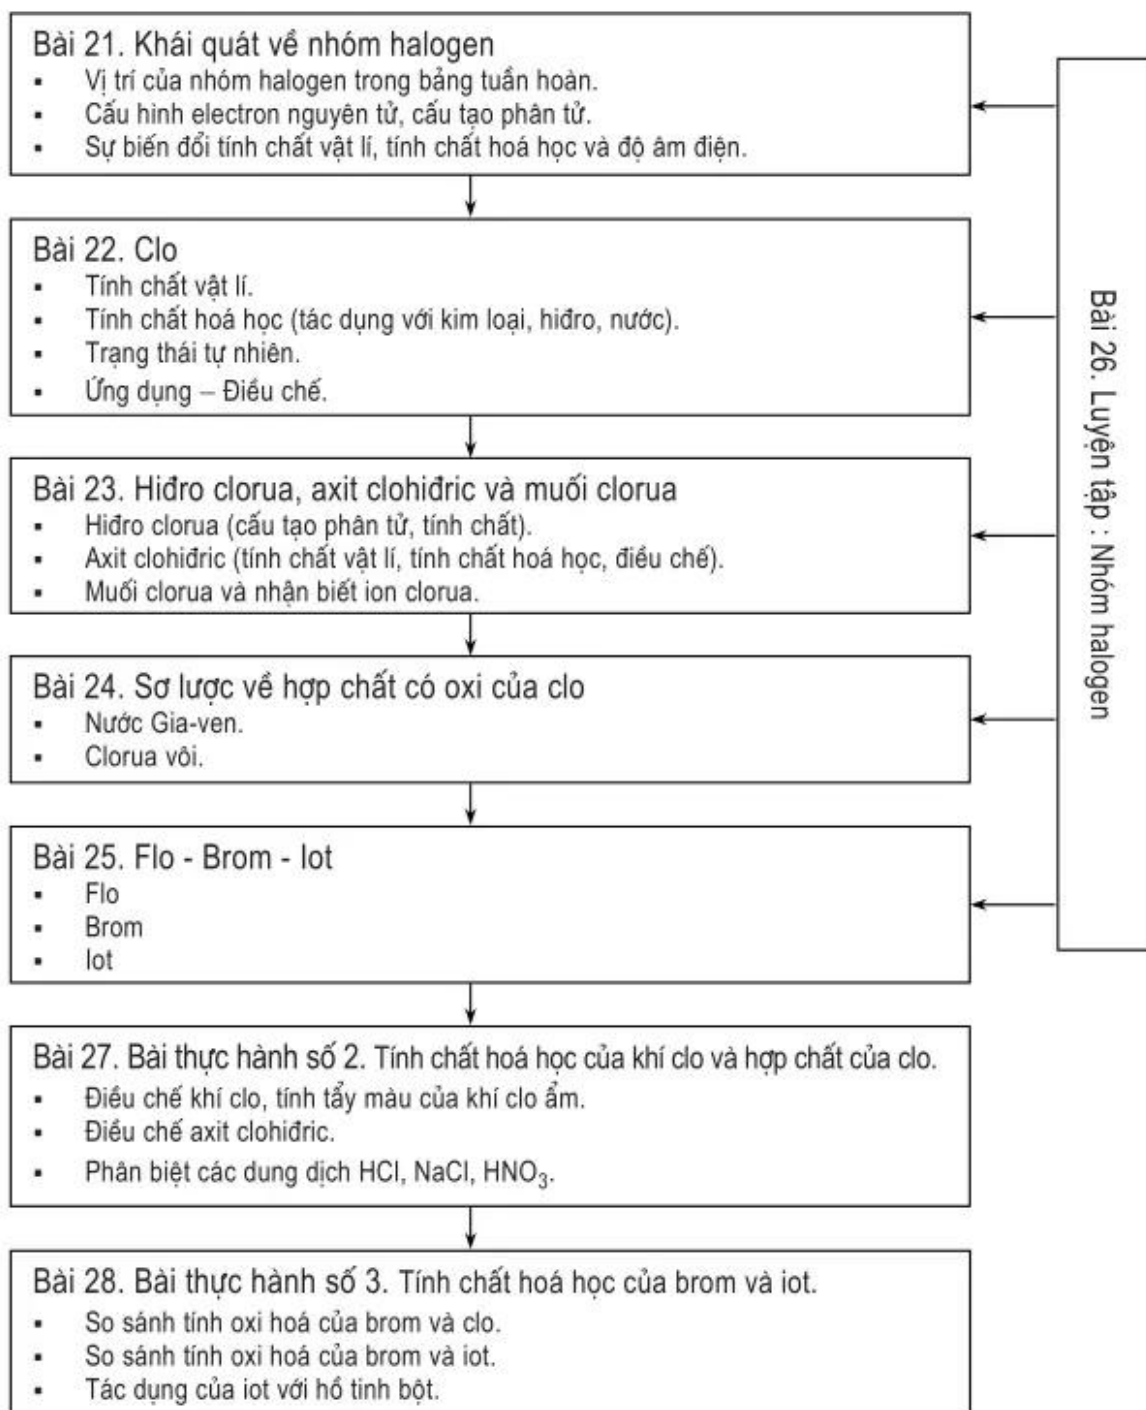 Bài 21. Khái quát về nhóm halogen
▪ Vị trí của nhóm halogen trong bảng tuần hoàn.
▪ Cấu hình electron nguyên tử, cấu tạo phân tử.
▪ Sự biến đổi tính chất vật lí, tính chất hoá học và độ âm điện.
Bài 22. Clo
▪ Tính chất vật lí.
▪ Tính chất hoá học (tác dụng với kim loại, hiđro, nước).
▪ Trạng thái tự nhiên.
▪ Ứng dụng – Điều chế.
Bài 23. Hiđro clorua, axit clohiđric và muối clorua
▪ Hiđro clorua (cấu tạo phân tử, tính chất).
▪ Axit clohiđric (tính chất vật lí, tính chất hoá học, điều chế).
▪ Muối clorua và nhận biết ion clorua.
Bài 24. Sơ lược về hợp chất có oxi của clo
▪ Nước Gia-ven.
▪ Clorua vôi.
Bài 25. Flo - Brom - Iot
▪ Flo
▪ Brom
▪ Iot
Bài 27. Bài thực hành số 2. Tính chất hoá học của khí clo và hợp chất của clo.
▪ Điều chế khí clo, tính tẩy màu của khí clo ẩm.
▪ Điều chế axit clohiđric.
▪ Phân biệt các dung dịch HCl, NaCl, HNO₃.
Bài 28. Bài thực hành số 3. Tính chất hoá học của brom và iot.
▪ So sánh tính oxi hoá của brom và clo.
▪ So sánh tính oxi hoá của brom và iot.
▪ Tác dụng của iot với hồ tinh bột.
Bài 26. Luyện tập : Nhóm halogen